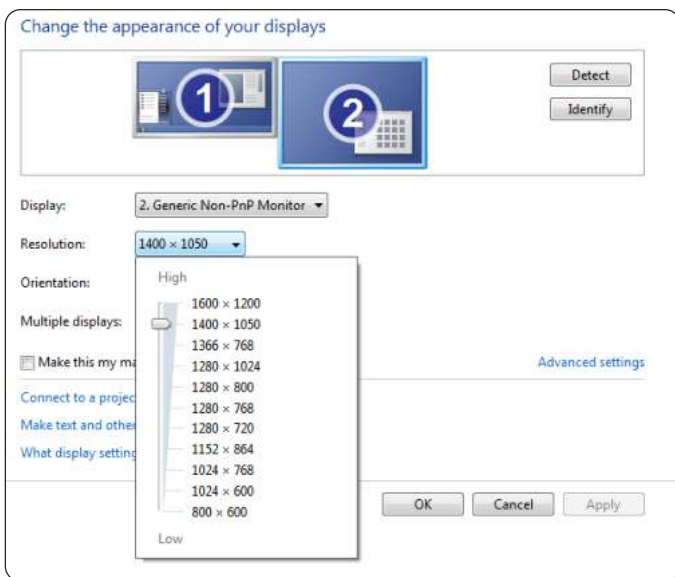 Change the appearance of your displays
1
2
Detect
Identify
Display:
2. Generic Non-PnP Monitor
Resolution:
1400 × 1050
Orientation:
High
1600 × 1200
Multiple displays:
1400 × 1050
1366 × 768
Make this my ma
1280 × 1024
Advanced settings
1280 × 800
Connect to a projec
1280 × 768
Make text and other
1280 × 720
What display setting
1152 × 864
1024 × 768
1024 × 600
800 × 600
Low
OK
Cancel
Apply